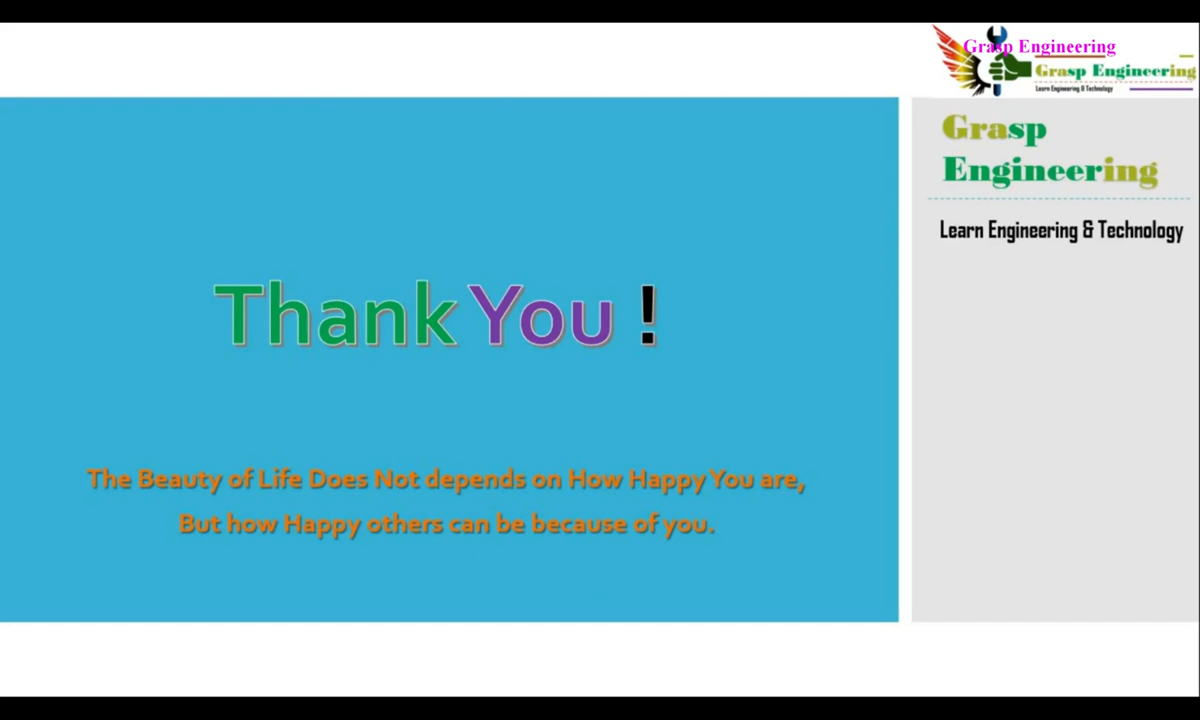 Grasp Engineering
Grasp Engineering
Learn Engineering & Technology
Grasp
Engineering
Learn Engineering & Technology
Thank You !
The Beauty of Life Does Not depends on How Happy You are,
But how Happy others can be because of you.